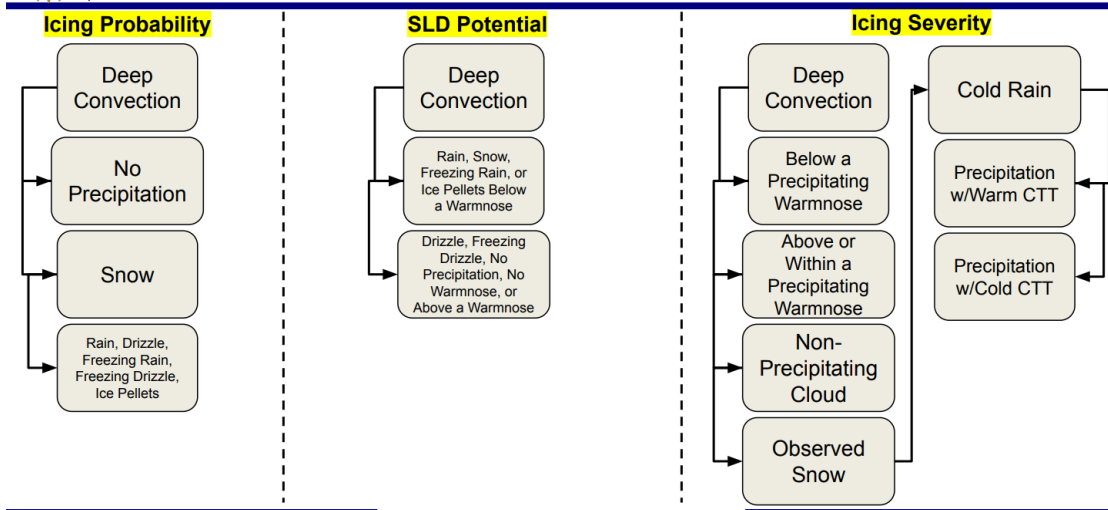 Icing Probability
Deep
Convection
No
Precipitation
Snow
Rain, Drizzle,
Freezing Rain,
Freezing Drizzle,
Ice Pellets
SLD Potential
Deep
Convection
Rain, Snow,
Freezing Rain, or
Ice Pellets Below
a Warmnose
Drizzle, Freezing
Drizzle, No
Precipitation, No
Warmnose, or
Above a Warmnose
Icing Severity
Deep
Convection
Below a
Precipitating
Warmnose
Above or
Within a
Precipitating
Warmnose
Non-
Precipitating
Cloud
Observed
Snow
Cold Rain
Precipitation
w/Warm CTT
Precipitation
w/Cold CTT